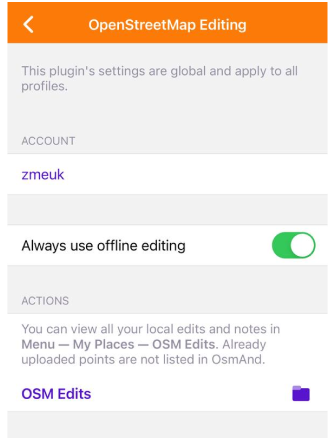 OpenStreetMap Editing
This plugin's settings are global and apply to all
profiles.
ACCOUNT
zmeuk
Always use offline editing
ACTIONS
You can view all your local edits and notes in
Menu — My Places — OSM Edits. Already
uploaded points are not listed in OsmAnd.
OSM Edits